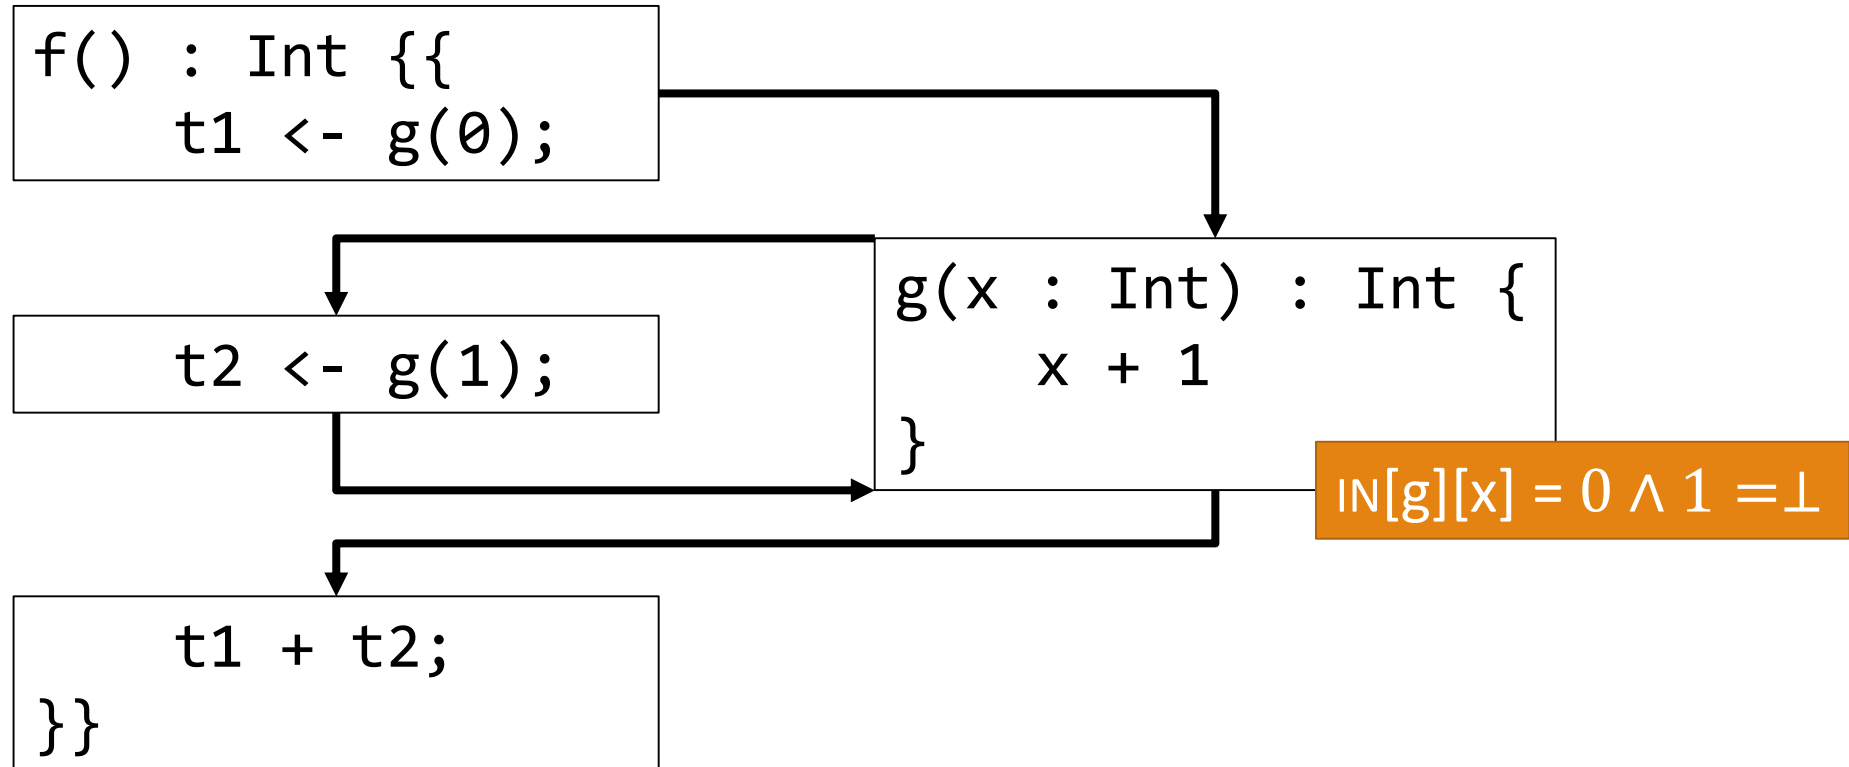 f() : Int {{
t1 <- g(0);
g(x : Int) : Int {
x + 1
}
t2 <- g(1);
IN[g][x] = 0 ∧ 1 =⊥
t1 + t2;
}}